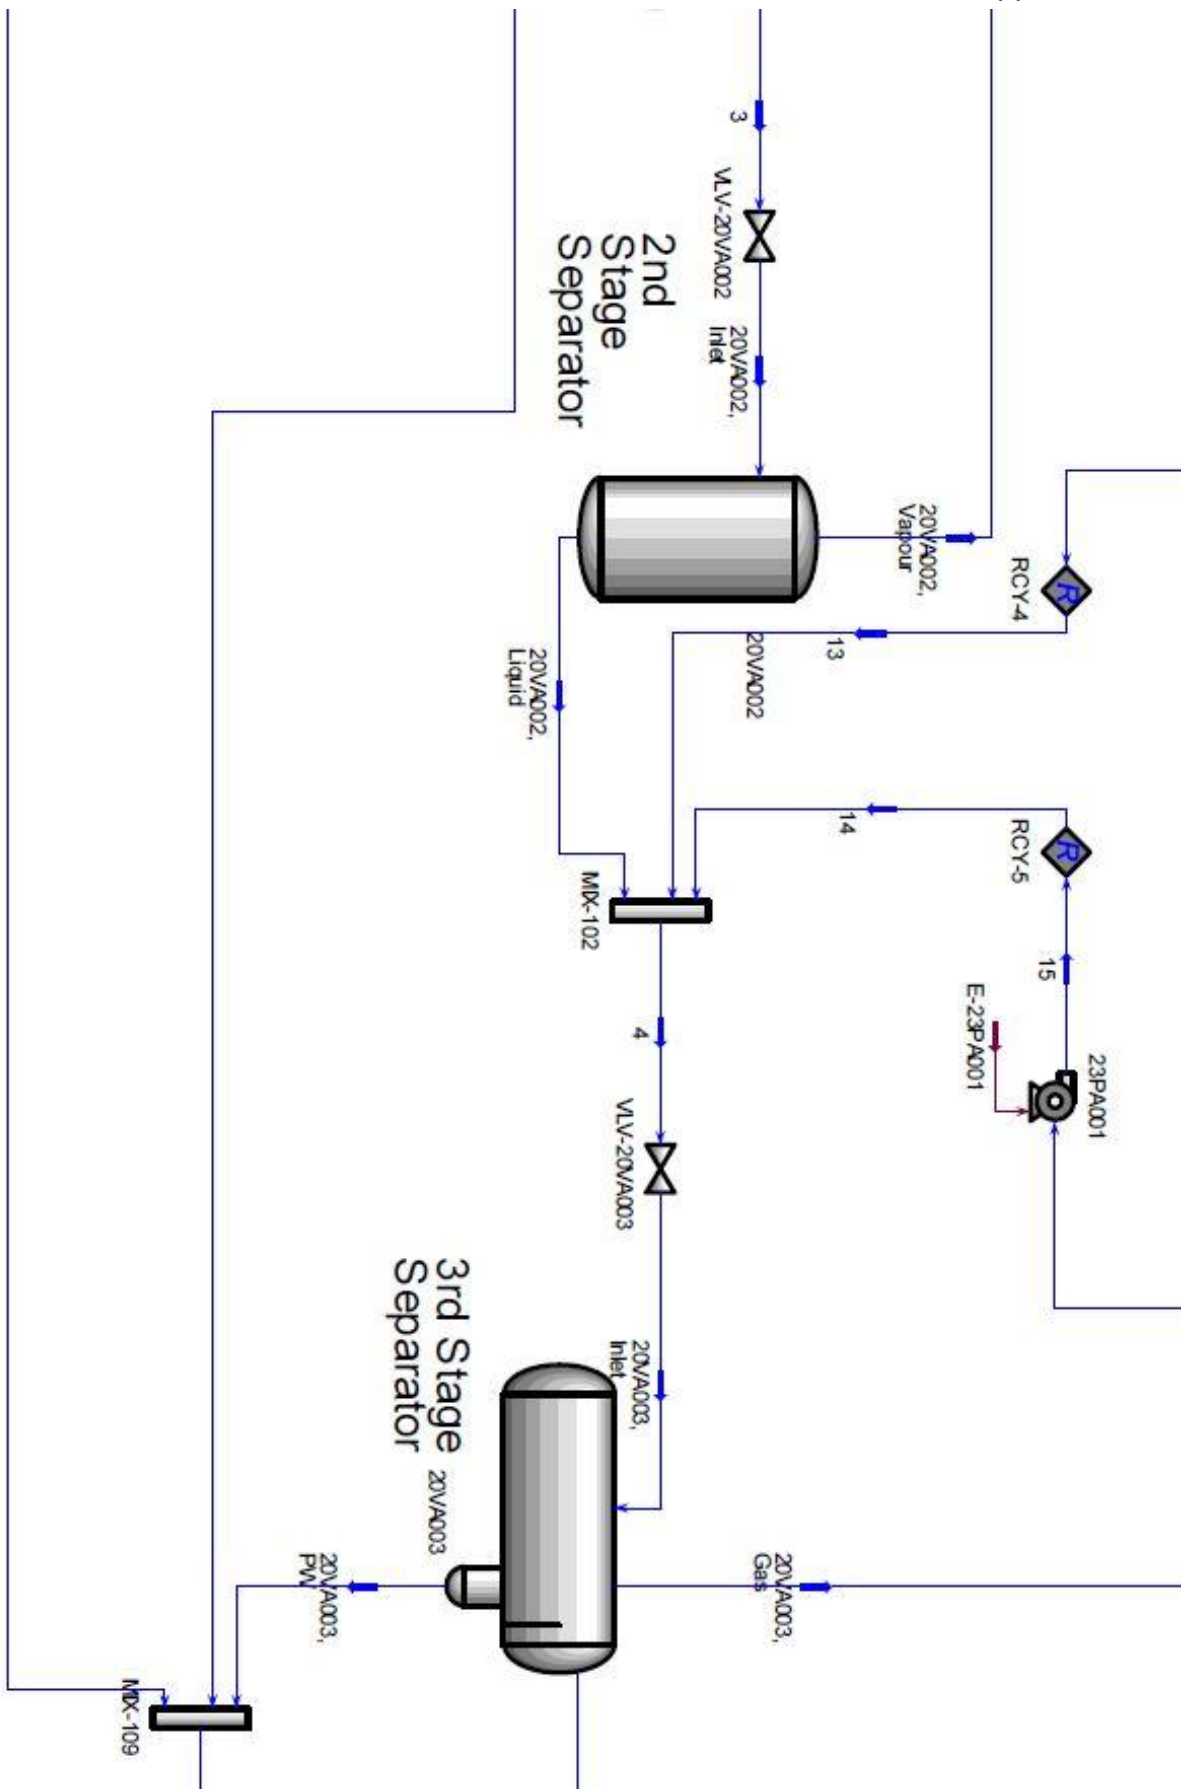 3
VLV-20VA002
2nd
Stage
Separator
20VA002,
Inlet
20VA002,
Vapour
RCY-4
R
13
20VA002
20VA002,
Liquid
14
RCY-5
R
MIX-102
15
E-23PA001
23PA001
4
VLV-20VA003
3rd Stage
Separator
20VA003,
Inlet
20VA003
20VA003,
Gas
20VA003,
PW
MIX-109